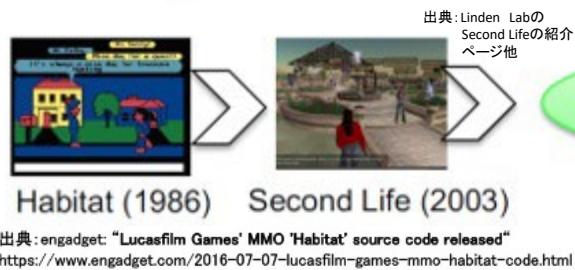 出典：Linden Labの
Second Lifeの紹介
ページ他
Habitat (1986)
Second Life (2003)
出典：engadget: “Lucasfilm Games' MMO 'Habitat' source code released“
https://www.engadget.com/2016-07-07-lucasfilm-games-mmo-habitat-code.html